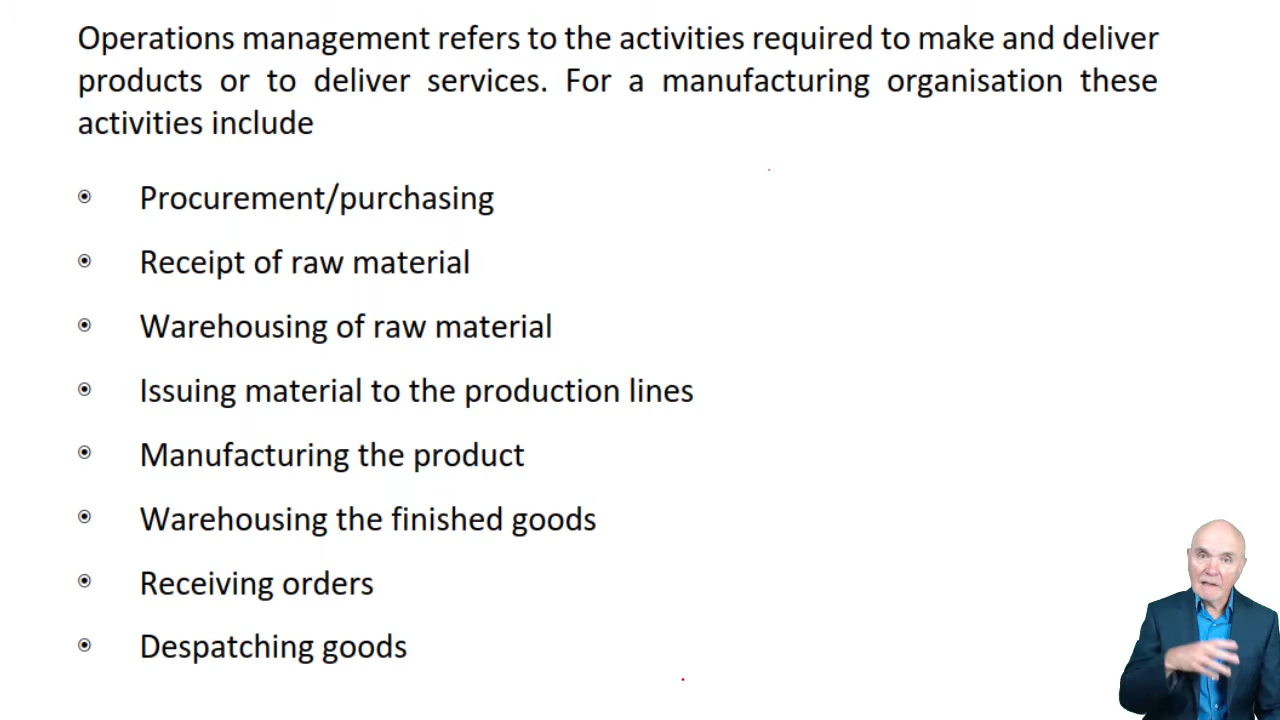 Operations management refers to the activities required to make and deliver
products or to deliver services. For a manufacturing organisation these
activities include
Procurement/purchasing
Receipt of raw material
Warehousing of raw material
Issuing material to the production lines
Manufacturing the product
Warehousing the finished goods
Receiving orders
Despatching goods